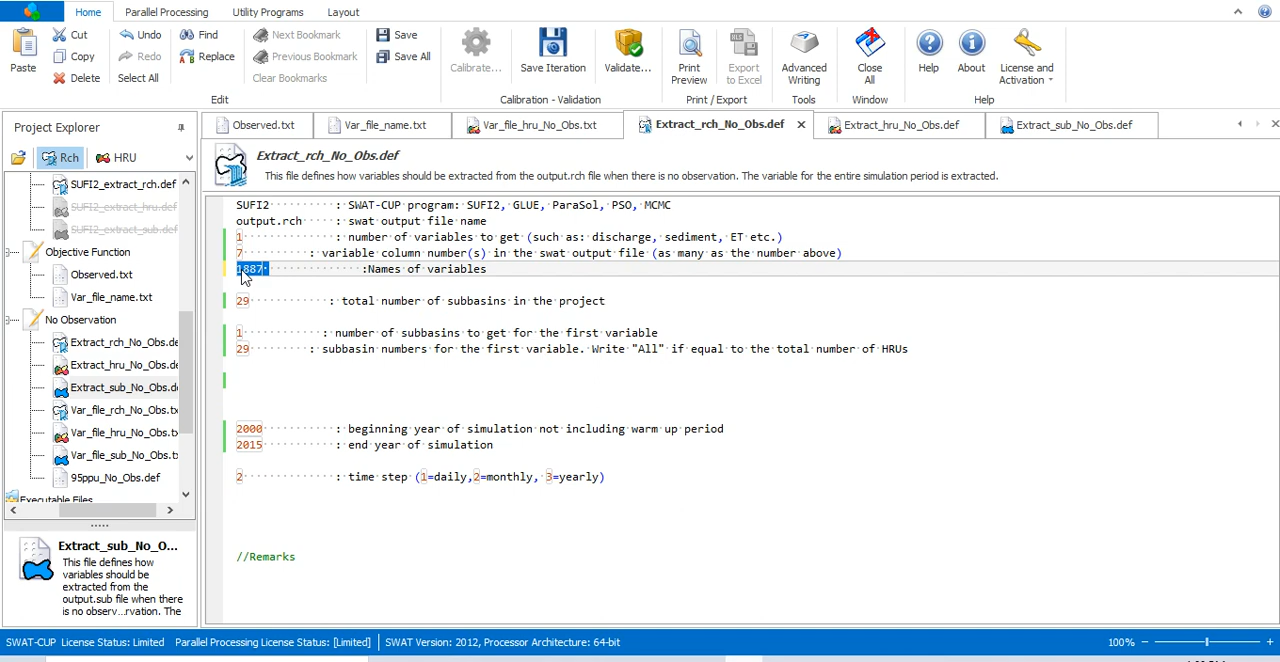 Home Parallel Processing Utility Programs Layout
Paste
Cut
Copy
Delete
Undo
Redo
Select All
Find
Replace
Edit
Next Bookmark
Previous Bookmark
Clear Bookmarks
Save
Save All
Calibrate...
Save Iteration
Validate...
Calibration - Validation
Print Preview
Export to Excel
Print / Export
Advanced Writing
Tools
Close All
Window
Help
About
License and Activation
Help
Project Explorer
Rch HRU
SUFI2_extract_rch.def
SUFI2_extract_hru.def
SUFI2_extract_sub.def
Objective Function
Observed.txt
Var_file_name.txt
No Observation
Extract_rch_No_Obs.de
Extract_hru_No_Obs.de
Extract_sub_No_Obs.d
Var_file_rch_No_Obs.tx
Var_file_hru_No_Obs.tx
Var_file_sub_No_Obs.tx
95ppu_No_Obs.def
Executable Files
Extract_sub_No_O...
This file defines how
variables should be
extracted from the
output.sub file when
there is no observ...rvation. The
Observed.txt Var_file_name.txt Var_file_hru_No_Obs.txt Extract_rch_No_Obs.def Extract_hru_No_Obs.def Extract_sub_No_Obs.def
Extract_rch_No_Obs.def
This file defines how variables should be extracted from the output.rch file when there is no observation. The variable for the entire simulation period is extracted.
SUFI2 : SWAT-CUP program: SUFI2, GLUE, ParaSol, PSO, MCMC
output.rch : swat output file name
1 : number of variables to get (such as: discharge, sediment, ET etc.)
7 : variable column number(s) in the swat output file (as many as the number above)
1887 :Names of variables
29 : total number of subbasins in the project
1 : number of subbasins to get for the first variable
29 : subbasin numbers for the first variable. Write "All" if equal to the total number of HRUs
2000 : beginning year of simulation not including warm up period
2015 : end year of simulation
2 : time step (1=daily,2=monthly, 3=yearly)
//Remarks
SWAT-CUP License Status: Limited Parallel Processing License Status: [Limited] SWAT Version: 2012, Processor Architecture: 64-bit 100%